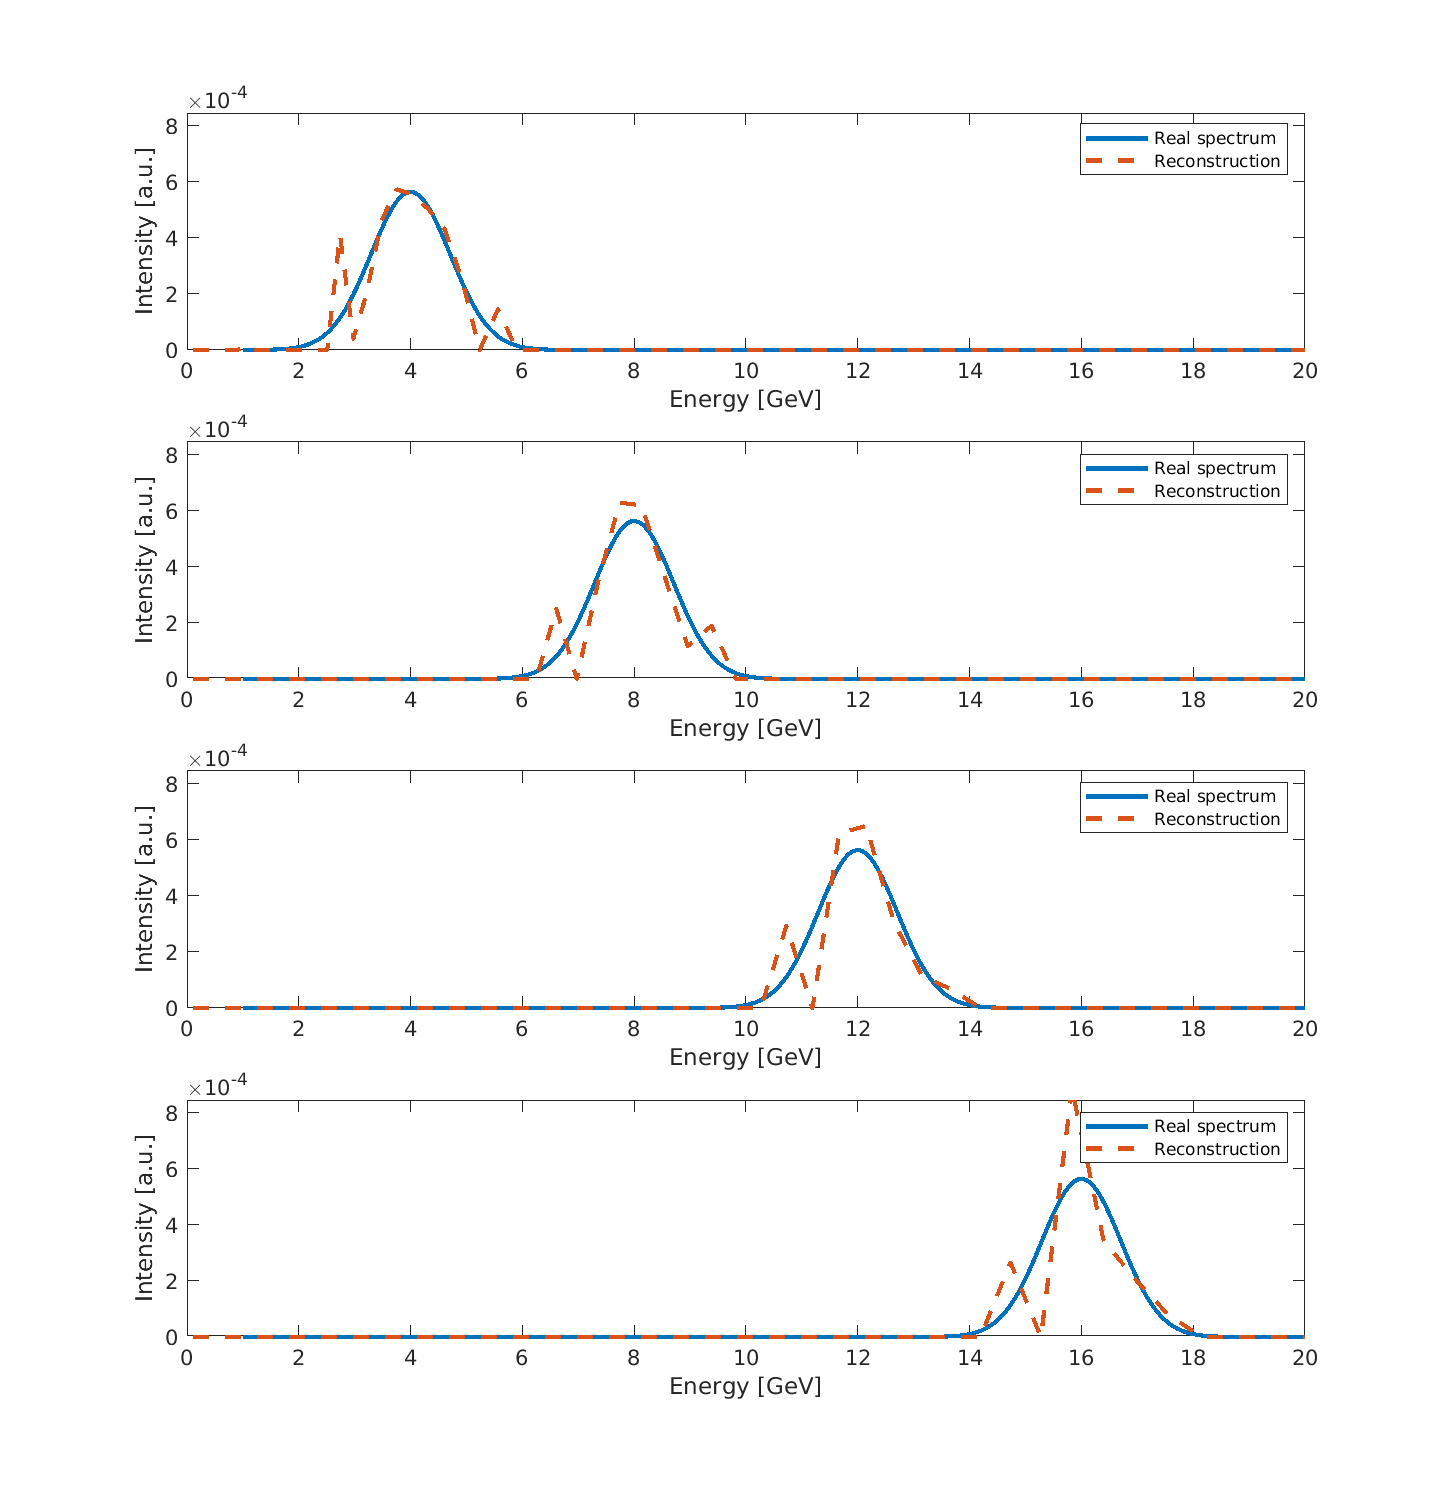 ×10-4
8
6
4
2
0
Intensity [a.u.]
Real spectrum
Reconstruction
0 2 4 6 8 10 12 14 16 18 20
Energy [GeV]
×10-4
8
6
4
2
0
Intensity [a.u.]
Real spectrum
Reconstruction
0 2 4 6 8 10 12 14 16 18 20
Energy [GeV]
×10-4
8
6
4
2
0
Intensity [a.u.]
Real spectrum
Reconstruction
0 2 4 6 8 10 12 14 16 18 20
Energy [GeV]
×10-4
8
6
4
2
0
Intensity [a.u.]
Real spectrum
Reconstruction
0 2 4 6 8 10 12 14 16 18 20
Energy [GeV]